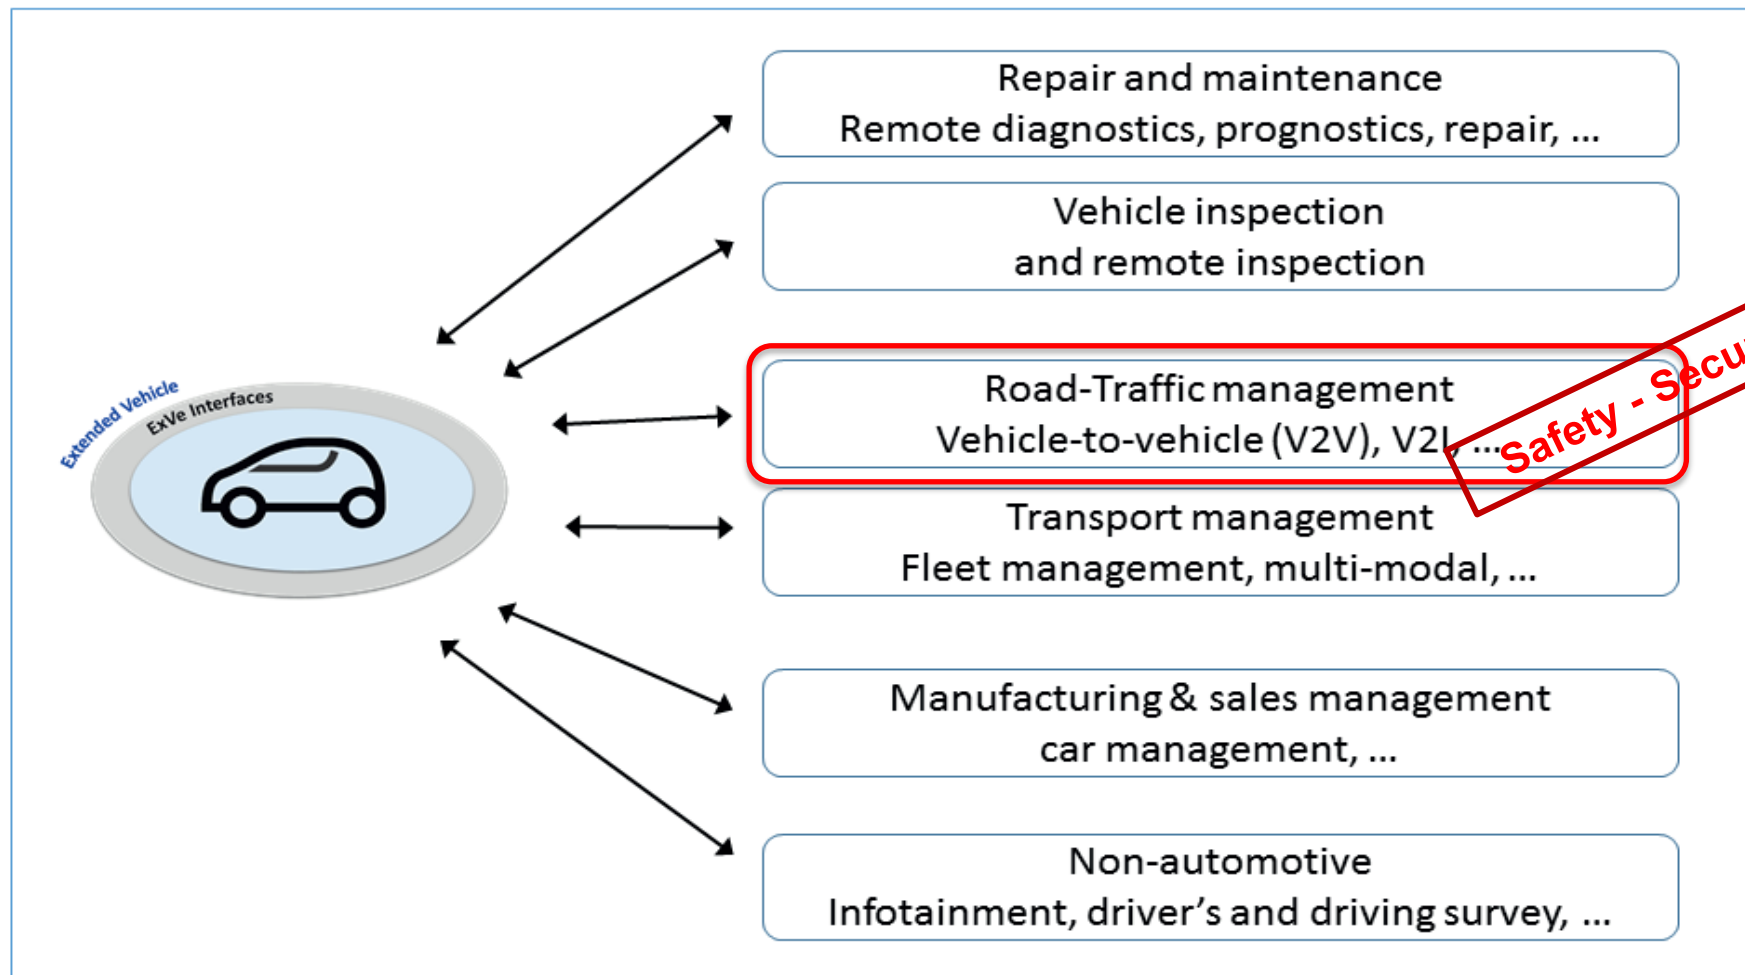 Repair and maintenance
Remote diagnostics, prognostics, repair, ...
Vehicle inspection
and remote inspection
Extended Vehicle
ExVe Interfaces
Road-Traffic management
Vehicle-to-vehicle (V2V), V2I, ...
Safety - Secu
Transport management
Fleet management, multi-modal, ...
Manufacturing & sales management
car management, ...
Non-automotive
Infotainment, driver's and driving survey, ...